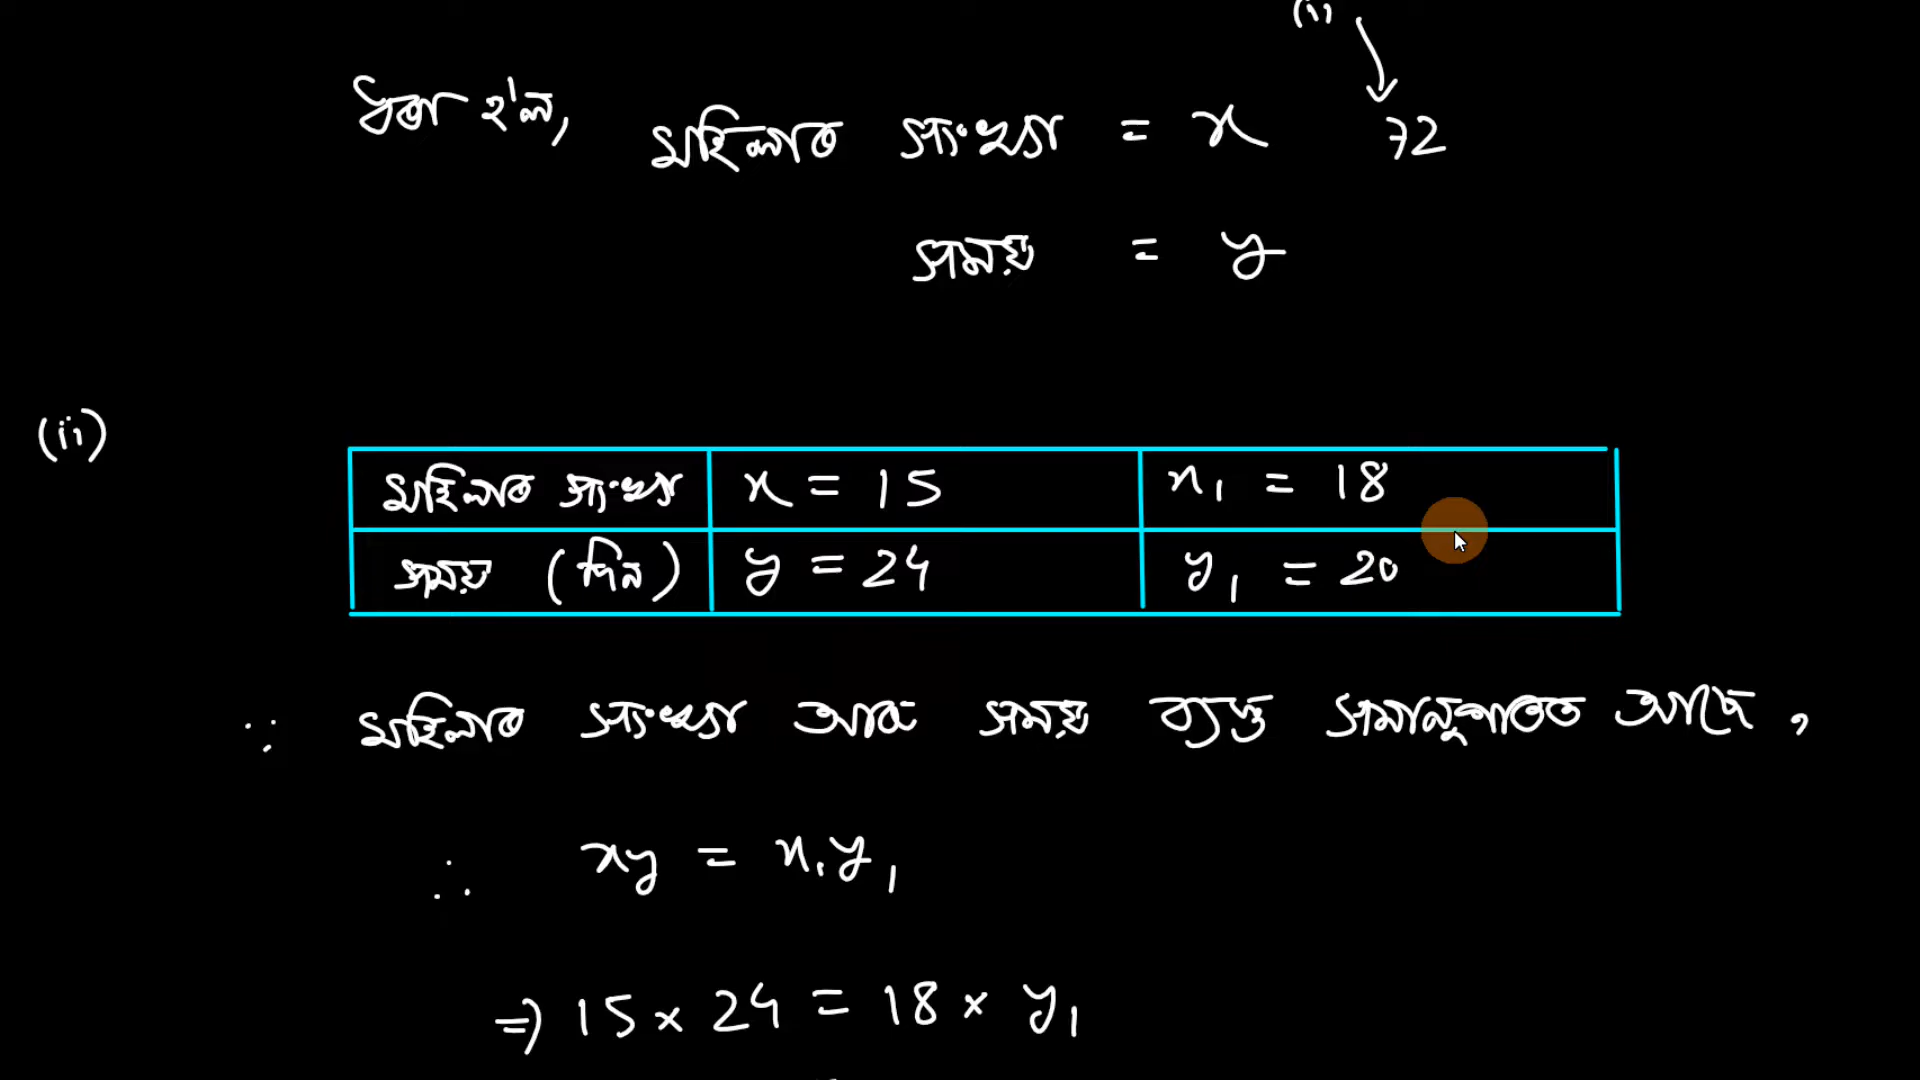 (i)
ধৰা হ'ল, মহিলাৰ সংখ্যা = x 72
সময় = y
(ii)
মহিলাৰ সংখ্যা x = 15 x₁ = 18
সময় (দিন) y = 24 y₁ = 20
∵ মহিলাৰ সংখ্যা আৰু সময় ব্যস্ত সমানুপাতত আছে,
∴ xy = x₁y₁
⇒ 15 × 24 = 18 × y₁